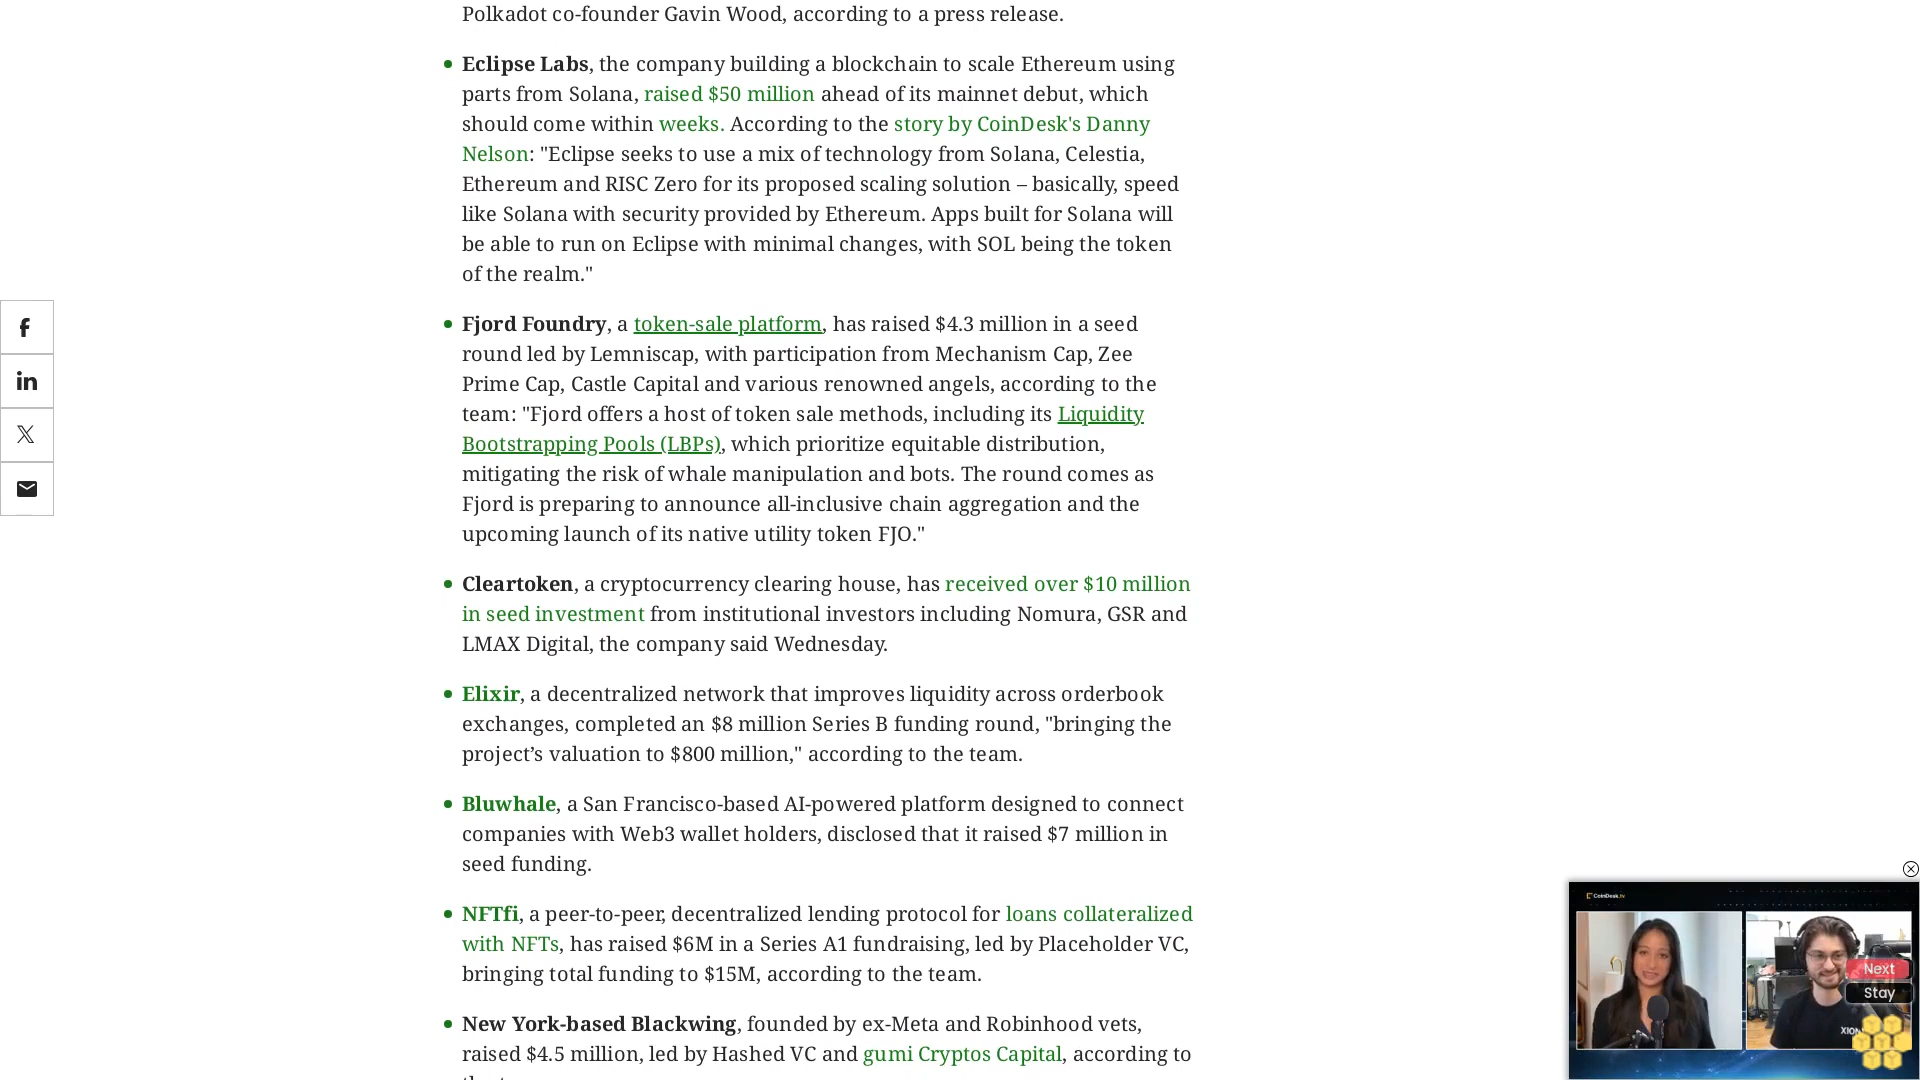 Polkadot co-founder Gavin Wood, according to a press release.
Eclipse Labs, the company building a blockchain to scale Ethereum using
parts from Solana, raised $50 million ahead of its mainnet debut, which
should come within weeks. According to the story by CoinDesk's Danny
Nelson: "Eclipse seeks to use a mix of technology from Solana, Celestia,
Ethereum and RISC Zero for its proposed scaling solution – basically, speed
like Solana with security provided by Ethereum. Apps built for Solana will
be able to run on Eclipse with minimal changes, with SOL being the token
of the realm."
Fjord Foundry, a token-sale platform, has raised $4.3 million in a seed
round led by Lemniscap, with participation from Mechanism Cap, Zee
Prime Cap, Castle Capital and various renowned angels, according to the
team: "Fjord offers a host of token sale methods, including its Liquidity
Bootstrapping Pools (LBPs), which prioritize equitable distribution,
mitigating the risk of whale manipulation and bots. The round comes as
Fjord is preparing to announce all-inclusive chain aggregation and the
upcoming launch of its native utility token FJO."
Cleartoken, a cryptocurrency clearing house, has received over $10 million
in seed investment from institutional investors including Nomura, GSR and
LMAX Digital, the company said Wednesday.
Elixir, a decentralized network that improves liquidity across orderbook
exchanges, completed an $8 million Series B funding round, "bringing the
project’s valuation to $800 million," according to the team.
Bluwhale, a San Francisco-based AI-powered platform designed to connect
companies with Web3 wallet holders, disclosed that it raised $7 million in
seed funding.
NFTfi, a peer-to-peer, decentralized lending protocol for loans collateralized
with NFTs, has raised $6M in a Series A1 fundraising, led by Placeholder VC,
bringing total funding to $15M, according to the team.
New York-based Blackwing, founded by ex-Meta and Robinhood vets,
raised $4.5 million, led by Hashed VC and gumi Cryptos Capital, according to
CoinDesk.tv
Next
Stay
XION